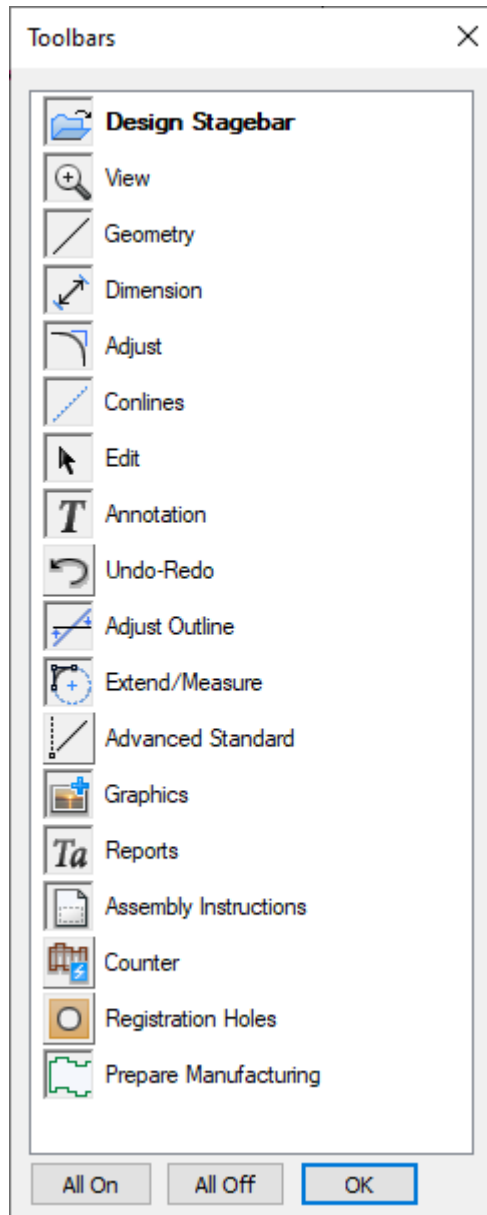 Toolbars
Design Stagebar
View
Geometry
Dimension
Adjust
Conlines
Edit
T Annotation
Undo-Redo
Adjust Outline
Extend/Measure
Advanced Standard
Graphics
Ta Reports
Assembly Instructions
Counter
Registration Holes
Prepare Manufacturing
All On All Off OK